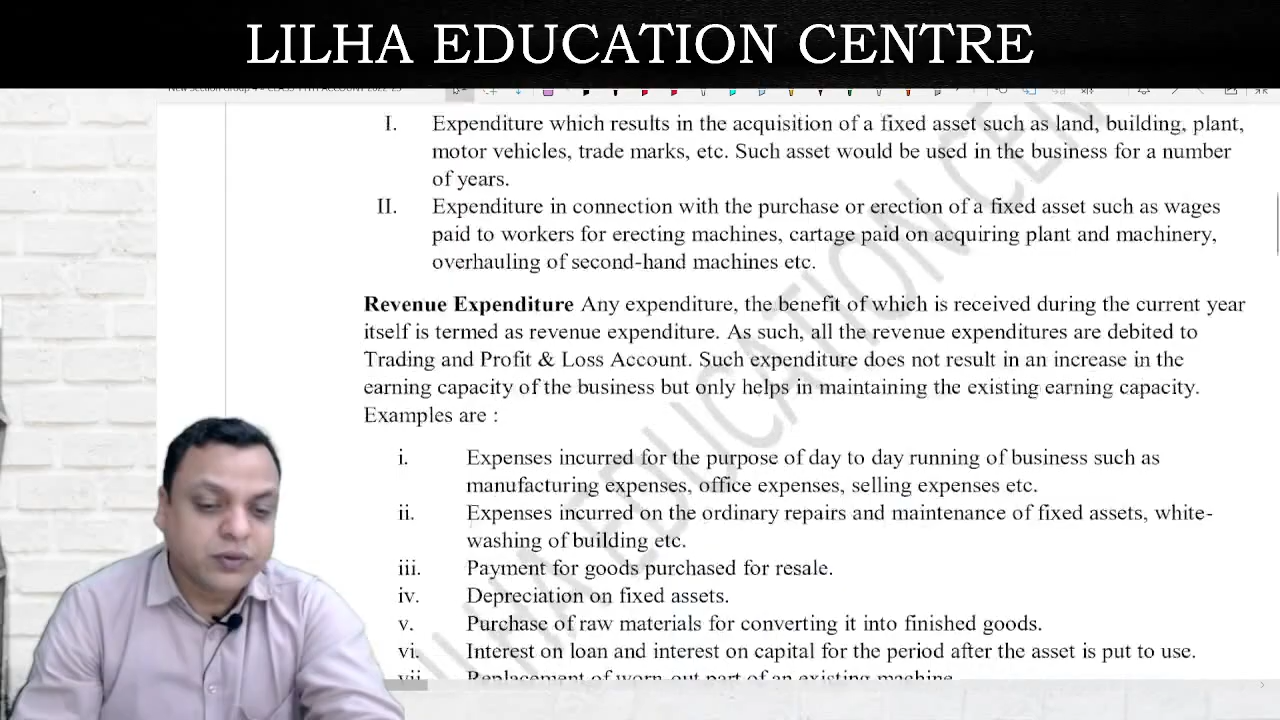 LILHA EDUCATION CENTRE
I. Expenditure which results in the acquisition of a fixed asset such as land, building, plant,
motor vehicles, trade marks, etc. Such asset would be used in the business for a number
of years.
II. Expenditure in connection with the purchase or erection of a fixed asset such as wages
paid to workers for erecting machines, cartage paid on acquiring plant and machinery,
overhauling of second-hand machines etc.
Revenue Expenditure Any expenditure, the benefit of which is received during the current year
itself is termed as revenue expenditure. As such, all the revenue expenditures are debited to
Trading and Profit & Loss Account. Such expenditure does not result in an increase in the
earning capacity of the business but only helps in maintaining the existing earning capacity.
Examples are :
i. Expenses incurred for the purpose of day to day running of business such as
manufacturing expenses, office expenses, selling expenses etc.
ii. Expenses incurred on the ordinary repairs and maintenance of fixed assets, white-
washing of building etc.
iii. Payment for goods purchased for resale.
iv. Depreciation on fixed assets.
v. Purchase of raw materials for converting it into finished goods.
vi. Interest on loan and interest on capital for the period after the asset is put to use.
vii. Replacement of worn-out part of an existing machine.